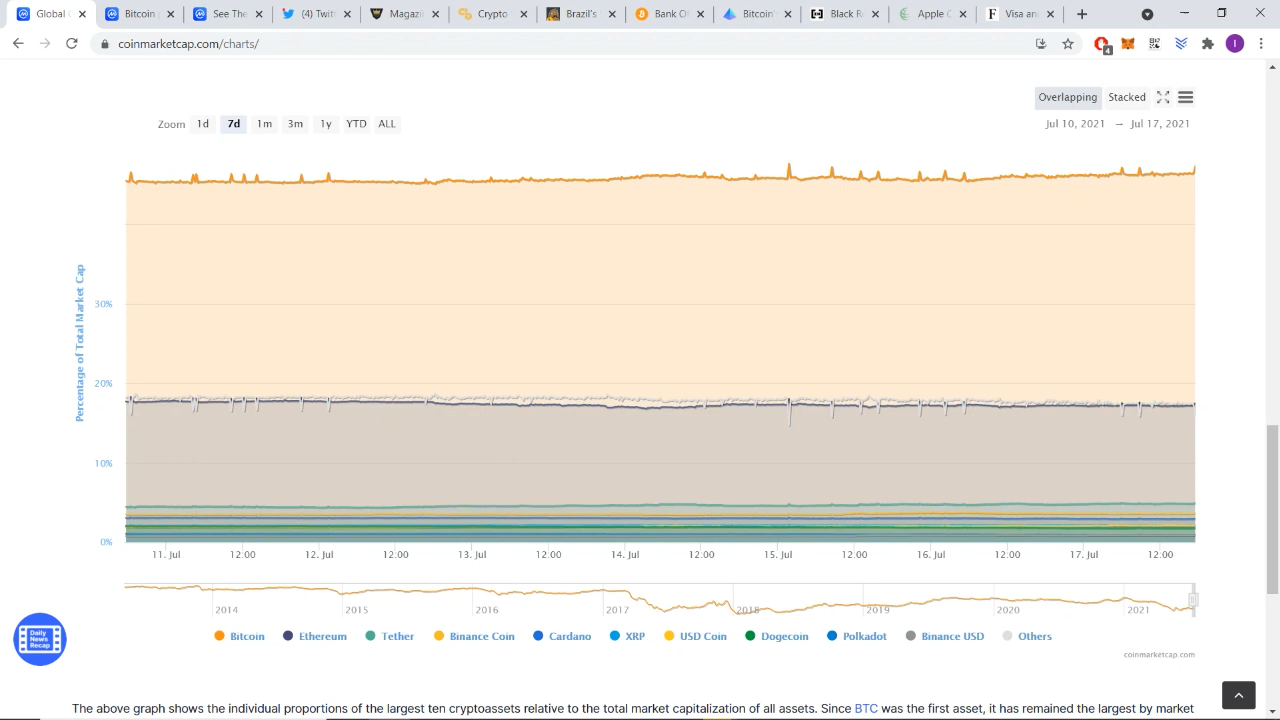 Global
Bitcoin
See The
(4) Twitt
Magazi
Crypto
Brazil's
Bank Of
Bitcoin'
Black R
Apple C
Visa an
coinmarketcap.com/charts/
4
I
Overlapping Stacked
Zoom 1d 7d 1m 3m 1y YTD ALL
Jul 10, 2021 → Jul 17, 2021
Percentage of Total Market Cap
30%
20%
10%
0%
11. Jul 12:00 12. Jul 12:00 13. Jul 12:00 14. Jul 12:00 15. Jul 12:00 16. Jul 12:00 17. Jul 12:00
2014 2015 2016 2017 2018 2019 2020 2021
Daily
News
Recap
Bitcoin Ethereum Tether Binance Coin Cardano XRP USD Coin Dogecoin Polkadot Binance USD Others
coinmarketcap.com
The above graph shows the individual proportions of the largest ten cryptoassets relative to the total market capitalization of all assets. Since BTC was the first asset, it has remained the largest by market